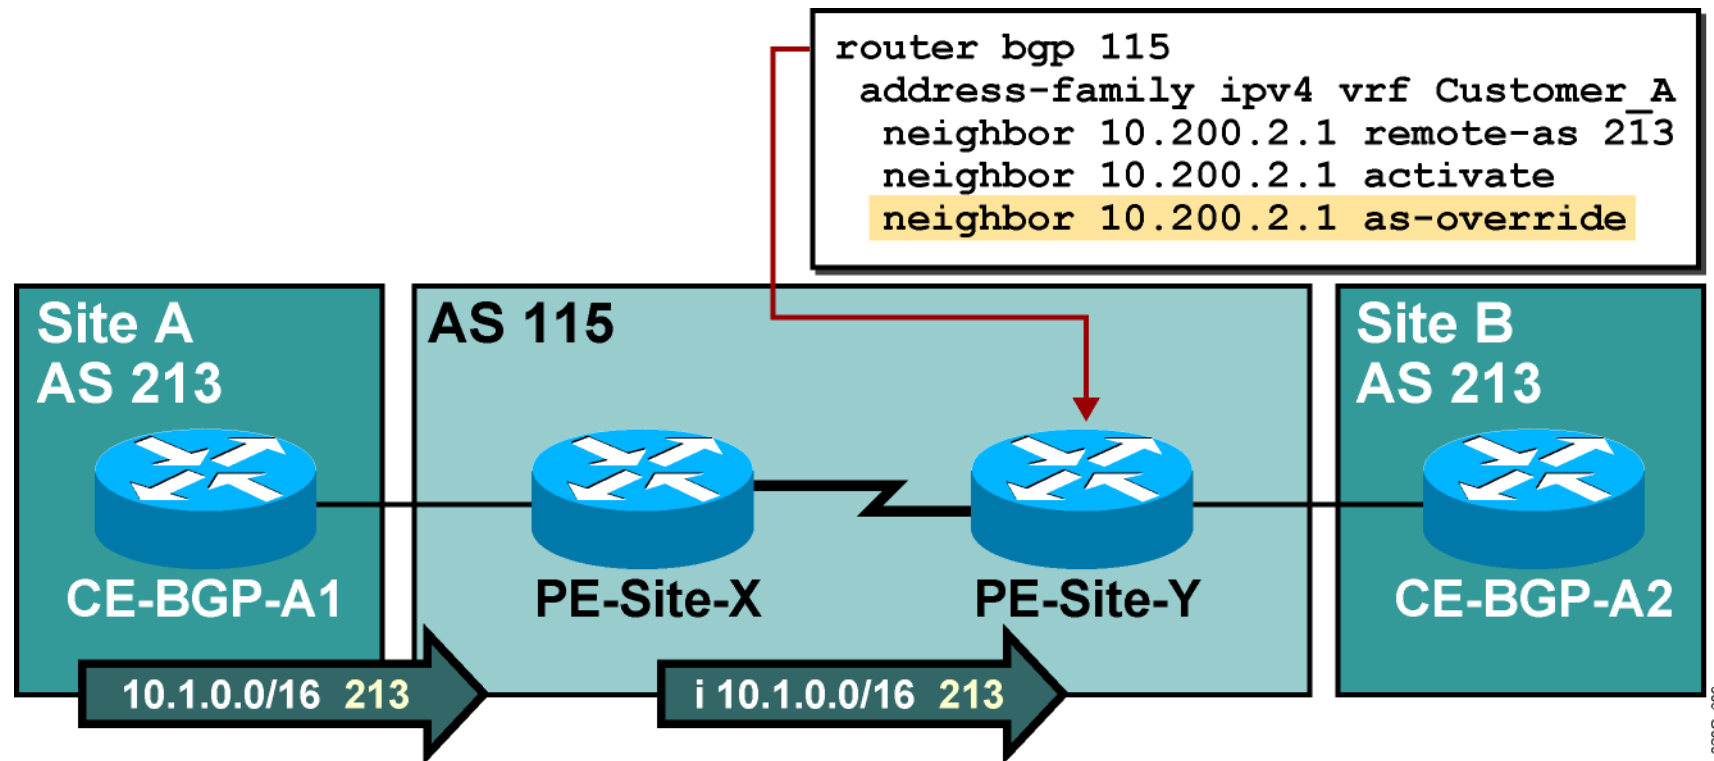 router bgp 115
address-family ipv4 vrf Customer_A
neighbor 10.200.2.1 remote-as 213
neighbor 10.200.2.1 activate
neighbor 10.200.2.1 as-override
Site A
AS 213
AS 115
Site B
AS 213
CE-BGP-A1
PE-Site-X
PE-Site-Y
CE-BGP-A2
10.1.0.0/16 213
i 10.1.0.0/16 213